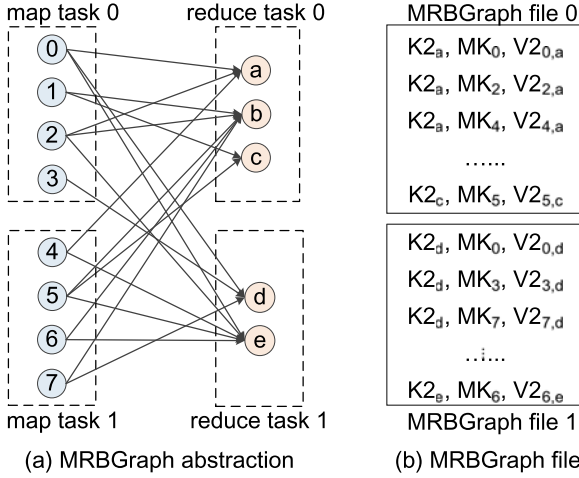 map task 0
reduce task 0
0
1
2
3
a
b
c
4
5
6
7
d
e
map task 1
reduce task 1
(a) MRBGraph abstraction
MRBGraph file 0
K2a, MK0, V20,a
K2a, MK2, V22,a
K2a, MK4, V24,a
......
K2c, MK5, V25,c
K2d, MK0, V20,d
K2d, MK3, V23,d
K2d, MK7, V27,d
......
K2e, MK6, V26,e
MRBGraph file 1
(b) MRBGraph file